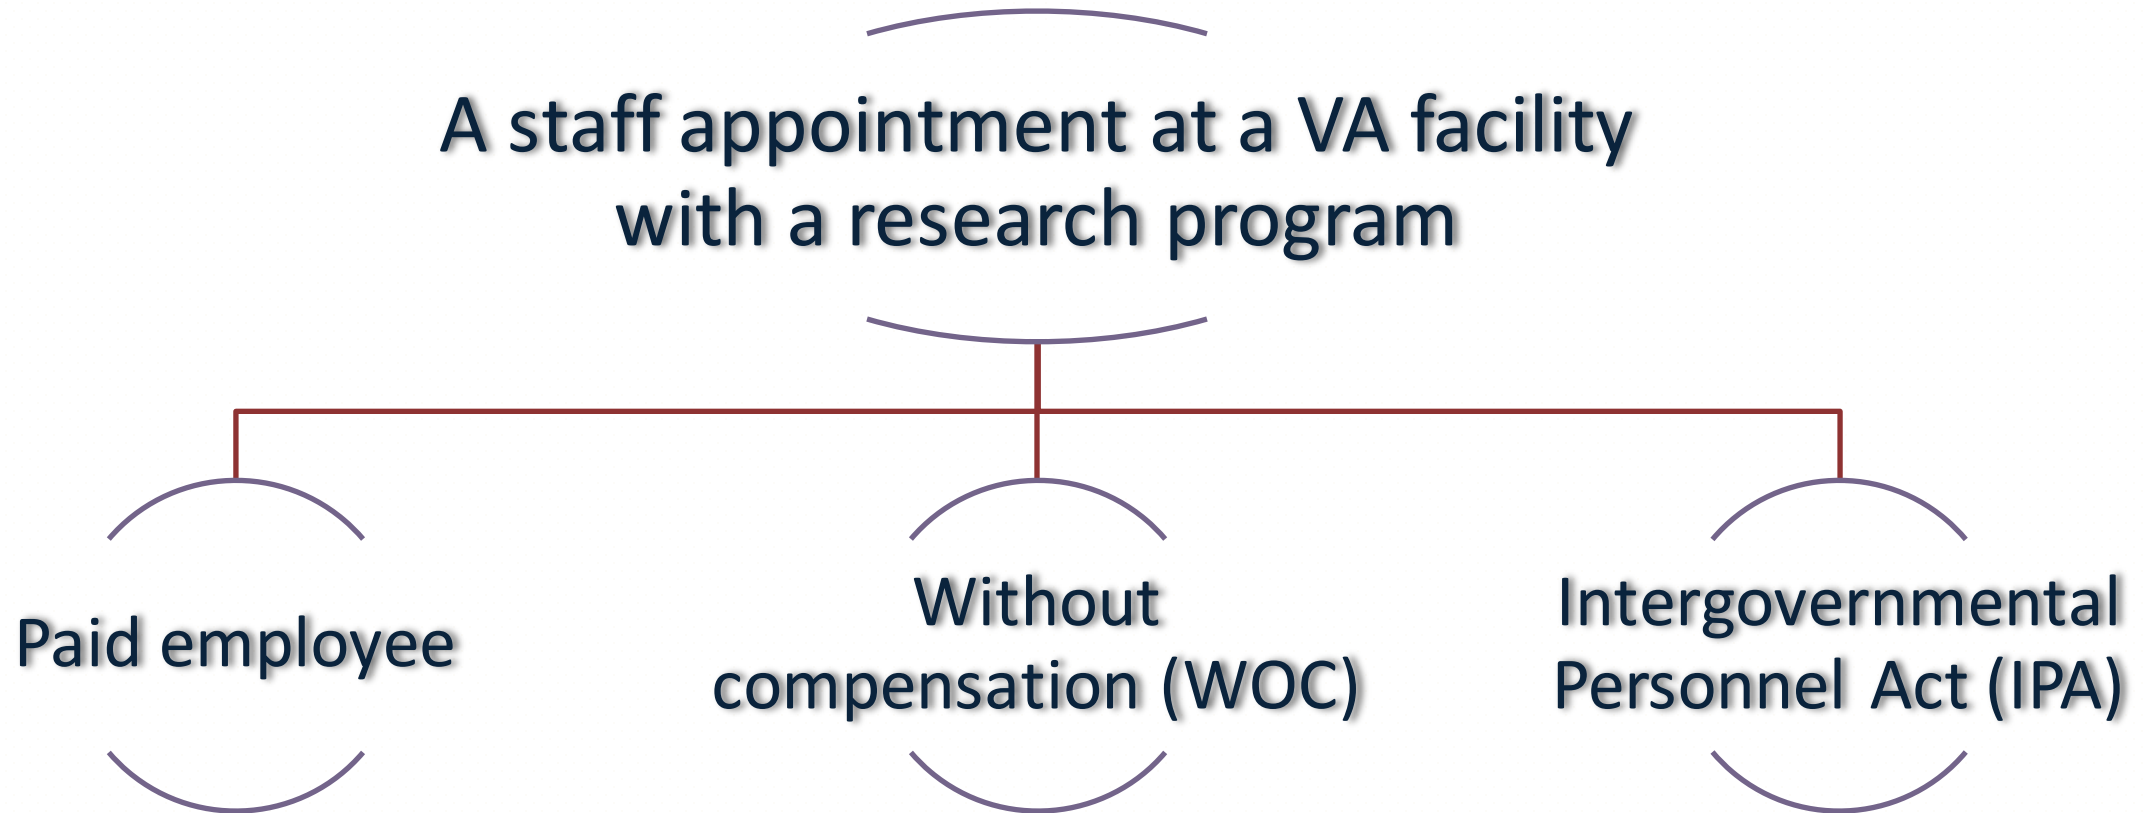 A staff appointment at a VA facility
with a research program
Paid employee
Without
compensation (WOC)
Intergovernmental
Personnel Act (IPA)